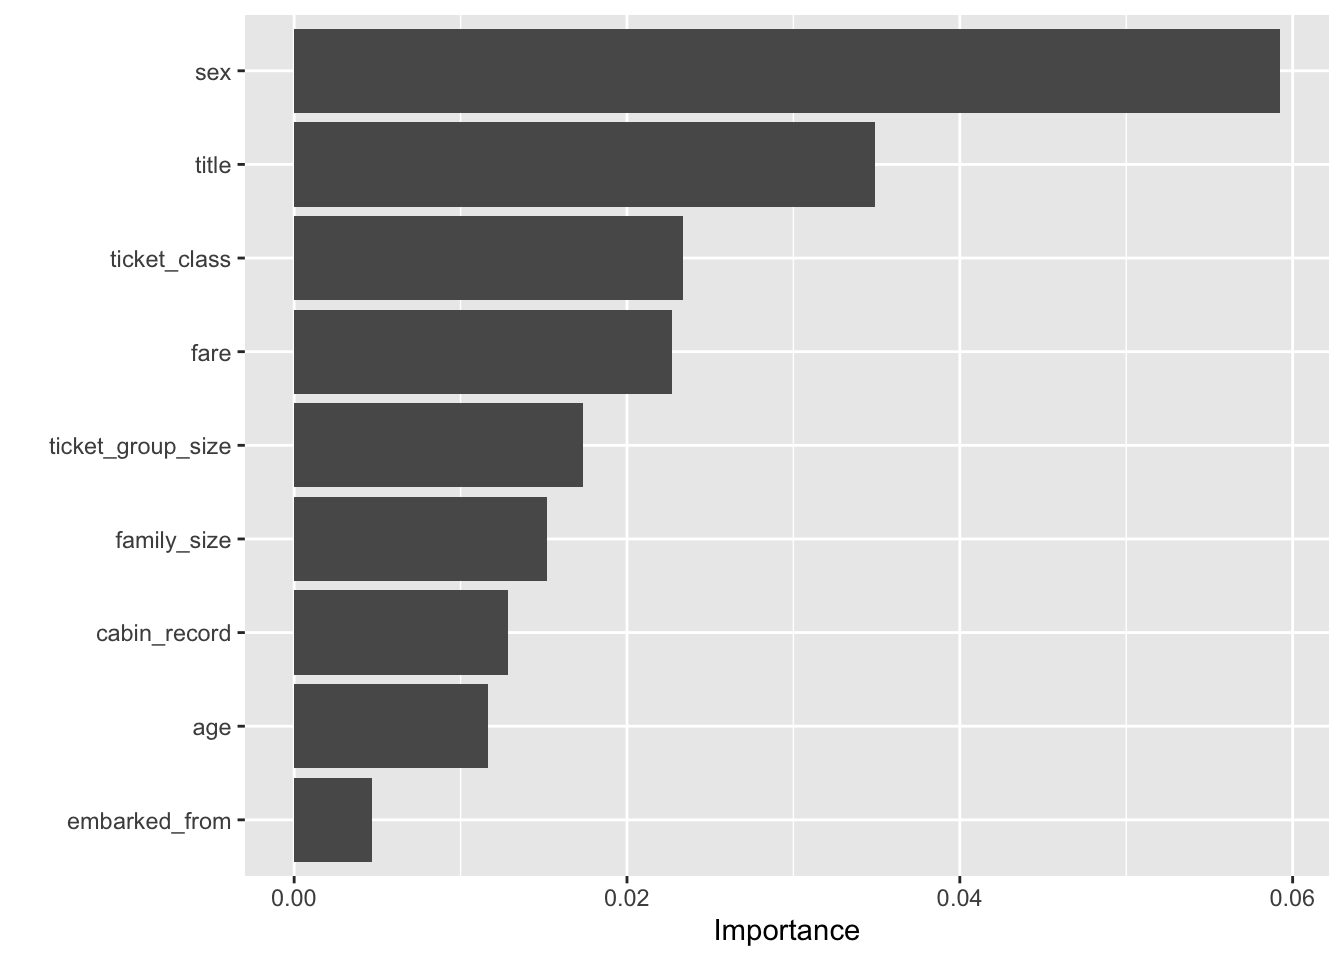 sex
title
ticket_class
fare
ticket_group_size
family_size
cabin_record
age
embarked_from
0.00 0.02 0.04 0.06
Importance